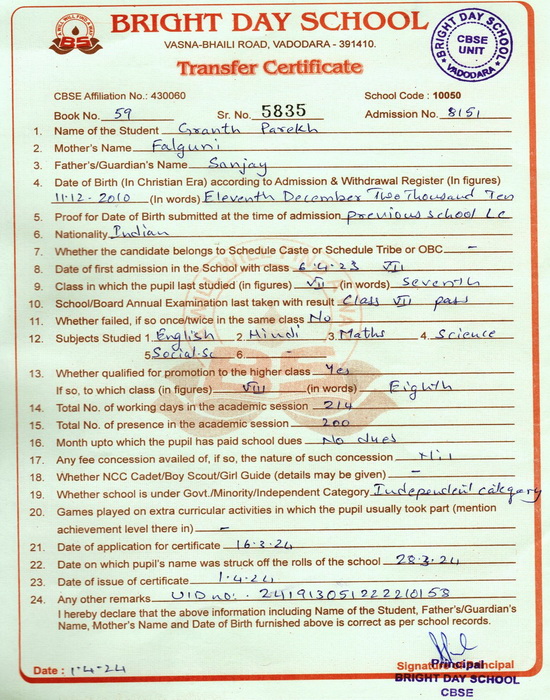 BRIGHT DAY SCHOOL
VASNA-BHAILI ROAD, VADODARA - 391410.
Transfer Certificate
BRIGHT DAY SCHOOL
CBSE
UNIT
VADODARA
CBSE Affiliation No.: 430060 School Code : 10050
Book No. 59 Sr. No. 5835 Admission No. 8151
1. Name of the Student Granth Parekh
2. Mother's Name Falguni
3. Father's/Guardian's Name Sanjay
4. Date of Birth (In Christian Era) according to Admission & Withdrawal Register (In figures)
11.12.2010 (In words) Eleventh December Two Thousand Ten
5. Proof for Date of Birth submitted at the time of admission previous school Lc
6. Nationality Indian
7. Whether the candidate belongs to Schedule Caste or Schedule Tribe or OBC -
8. Date of first admission in the School with class 6.4.23 VII
9. Class in which the pupil last studied (in figures) VII (in words) Seventh
10. School/Board Annual Examination last taken with result Class VII pass
11. Whether failed, if so once/twice in the same class No
12. Subjects Studied 1. English 2. Hindi 3. Maths 4. Science
5. Social.Sc 6. -
13. Whether qualified for promotion to the higher class Yes
If so, to which class (in figures) VIII (in words) Eighth
14. Total No. of working days in the academic session 214
15. Total No. of presence in the academic session 200
16. Month upto which the pupil has paid school dues No dues
17. Any fee concession availed of, if so, the nature of such concession Nil
18. Whether NCC Cadet/Boy Scout/Girl Guide (details may be given) -
19. Whether school is under Govt./Minority/Independent Category Independent category
20. Games played on extra curricular activities in which the pupil usually took part (mention
achievement level there in) -
21. Date of application for certificate 16.3.24
22. Date on which pupil's name was struck off the rolls of the school 28.3.24
23. Date of issue of certificate 1.4.24
24. Any other remarks UID no:. 241913051222210158
I hereby declare that the above information including Name of the Student, Father's/Guardian's
Name, Mother's Name and Date of Birth furnished above is correct as per school records.
Date : 1.4.24 Signature of Principal
Principal
BRIGHT DAY SCHOOL
CBSE